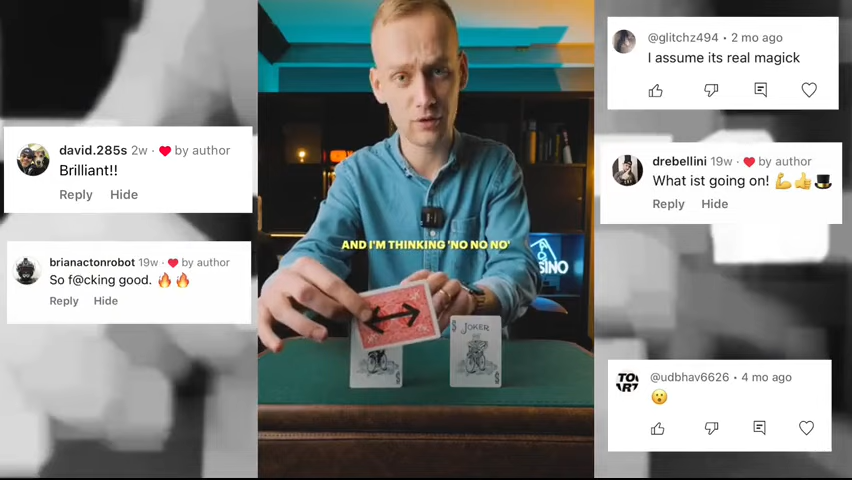 david.285s 2w · ❤️ by author
Brilliant!!
Reply Hide
brianactonrobot 19w · ❤️ by author
So f@cking good. 🔥🔥
Reply Hide
AND I'M THINKING 'NO NO NO'
SINO
$ JOKER
$
$
@glitchz494 • 2 mo ago
I assume its real magick
drebellini 19w · ❤️ by author
What ist going on! 💪👍🎩
Reply Hide
@udbhav6626 • 4 mo ago
😮